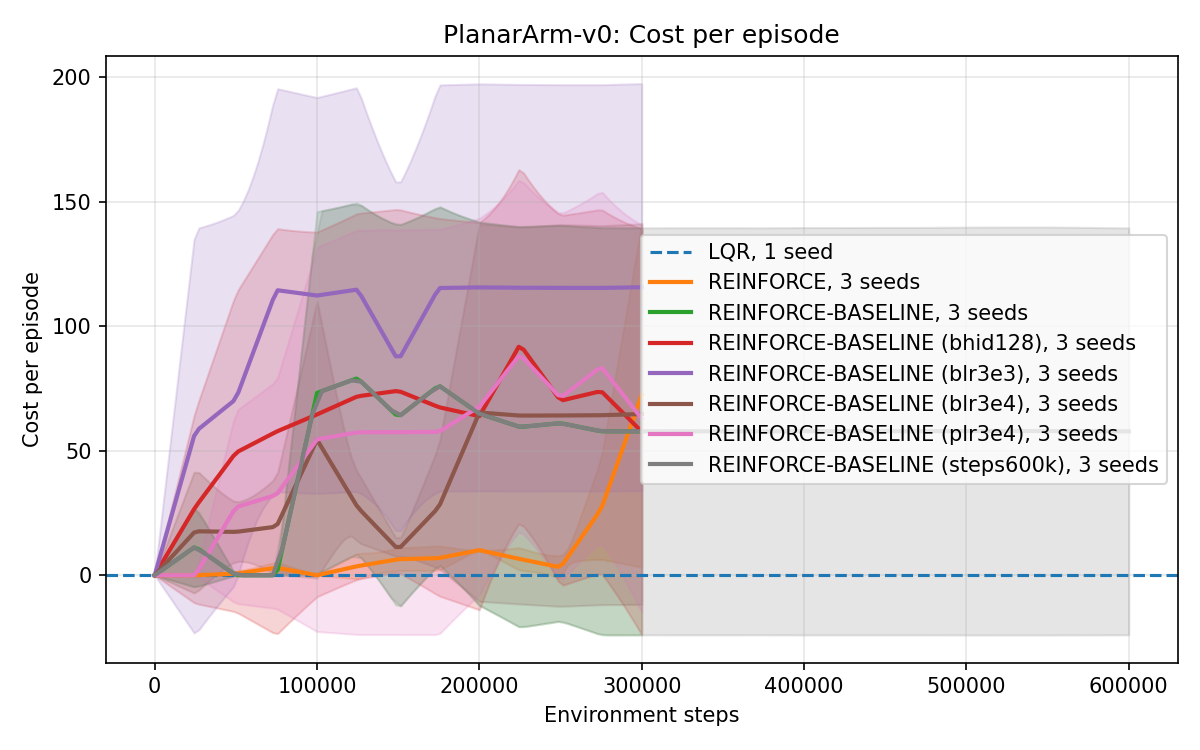 PlanarArm-v0: Cost per episode
Cost per episode
200
150
100
50
0
LQR, 1 seed
REINFORCE, 3 seeds
REINFORCE-BASELINE, 3 seeds
REINFORCE-BASELINE (bhid128), 3 seeds
REINFORCE-BASELINE (blr3e3), 3 seeds
REINFORCE-BASELINE (blr3e4), 3 seeds
REINFORCE-BASELINE (plr3e4), 3 seeds
REINFORCE-BASELINE (steps600k), 3 seeds
0 100000 200000 300000 400000 500000 600000
Environment steps